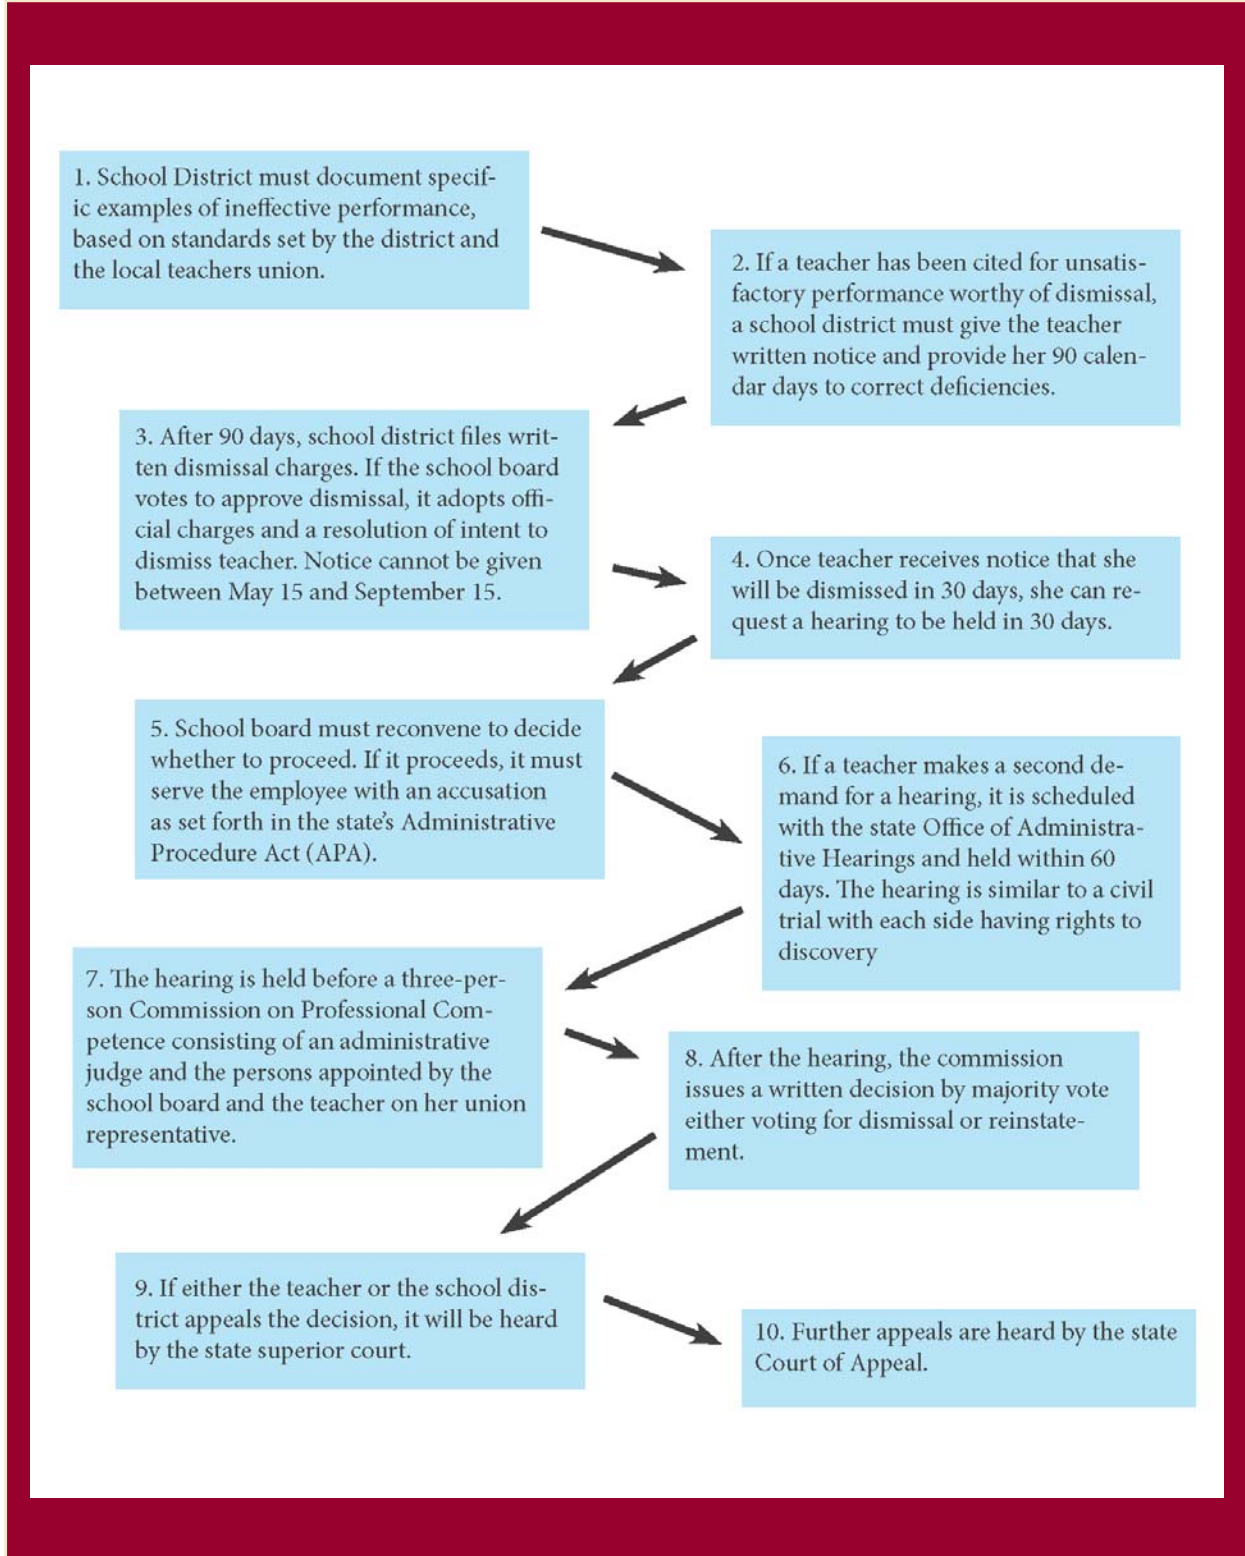 1. School District must document specif-
ic examples of ineffective performance,
based on standards set by the district and
the local teachers union.
2. If a teacher has been cited for unsatis-
factory performance worthy of dismissal,
a school district must give the teacher
written notice and provide her 90 calen-
dar days to correct deficiencies.
3. After 90 days, school district files writ-
ten dismissal charges. If the school board
votes to approve dismissal, it adopts offi-
cial charges and a resolution of intent to
dismiss teacher. Notice cannot be given
between May 15 and September 15.
4. Once teacher receives notice that she
will be dismissed in 30 days, she can re-
quest a hearing to be held in 30 days.
5. School board must reconvene to decide
whether to proceed. If it proceeds, it must
serve the employee with an accusation
as set forth in the state's Administrative
Procedure Act (APA).
6. If a teacher makes a second de-
mand for a hearing, it is scheduled
with the state Office of Administra-
tive Hearings and held within 60
days. The hearing is similar to a civil
trial with each side having rights to
discovery
7. The hearing is held before a three-per-
son Commission on Professional Com-
petence consisting of an administrative
judge and the persons appointed by the
school board and the teacher on her union
representative.
8. After the hearing, the commission
issues a written decision by majority vote
either voting for dismissal or reinstate-
ment.
9. If either the teacher or the school dis-
trict appeals the decision, it will be heard
by the state superior court.
10. Further appeals are heard by the state
Court of Appeal.